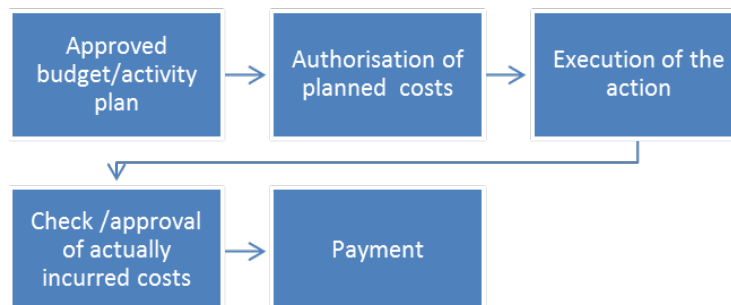 Approved
budget/activity
plan
Authorisation of
planned costs
Execution of the
action
Check /approval
of actually
incurred costs
Payment